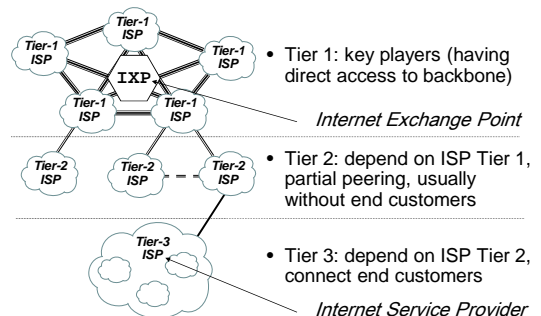 Tier-1
ISP
Tier-1
ISP
Tier-1
ISP
IXP
Tier-1
ISP
Tier-1
ISP
• Tier 1: key players (having
direct access to backbone)
Internet Exchange Point
Tier-2
ISP
Tier-2
ISP
Tier-2
ISP
• Tier 2: depend on ISP Tier 1,
partial peering, usually
without end customers
Tier-3
ISP
• Tier 3: depend on ISP Tier 2,
connect end customers
Internet Service Provider